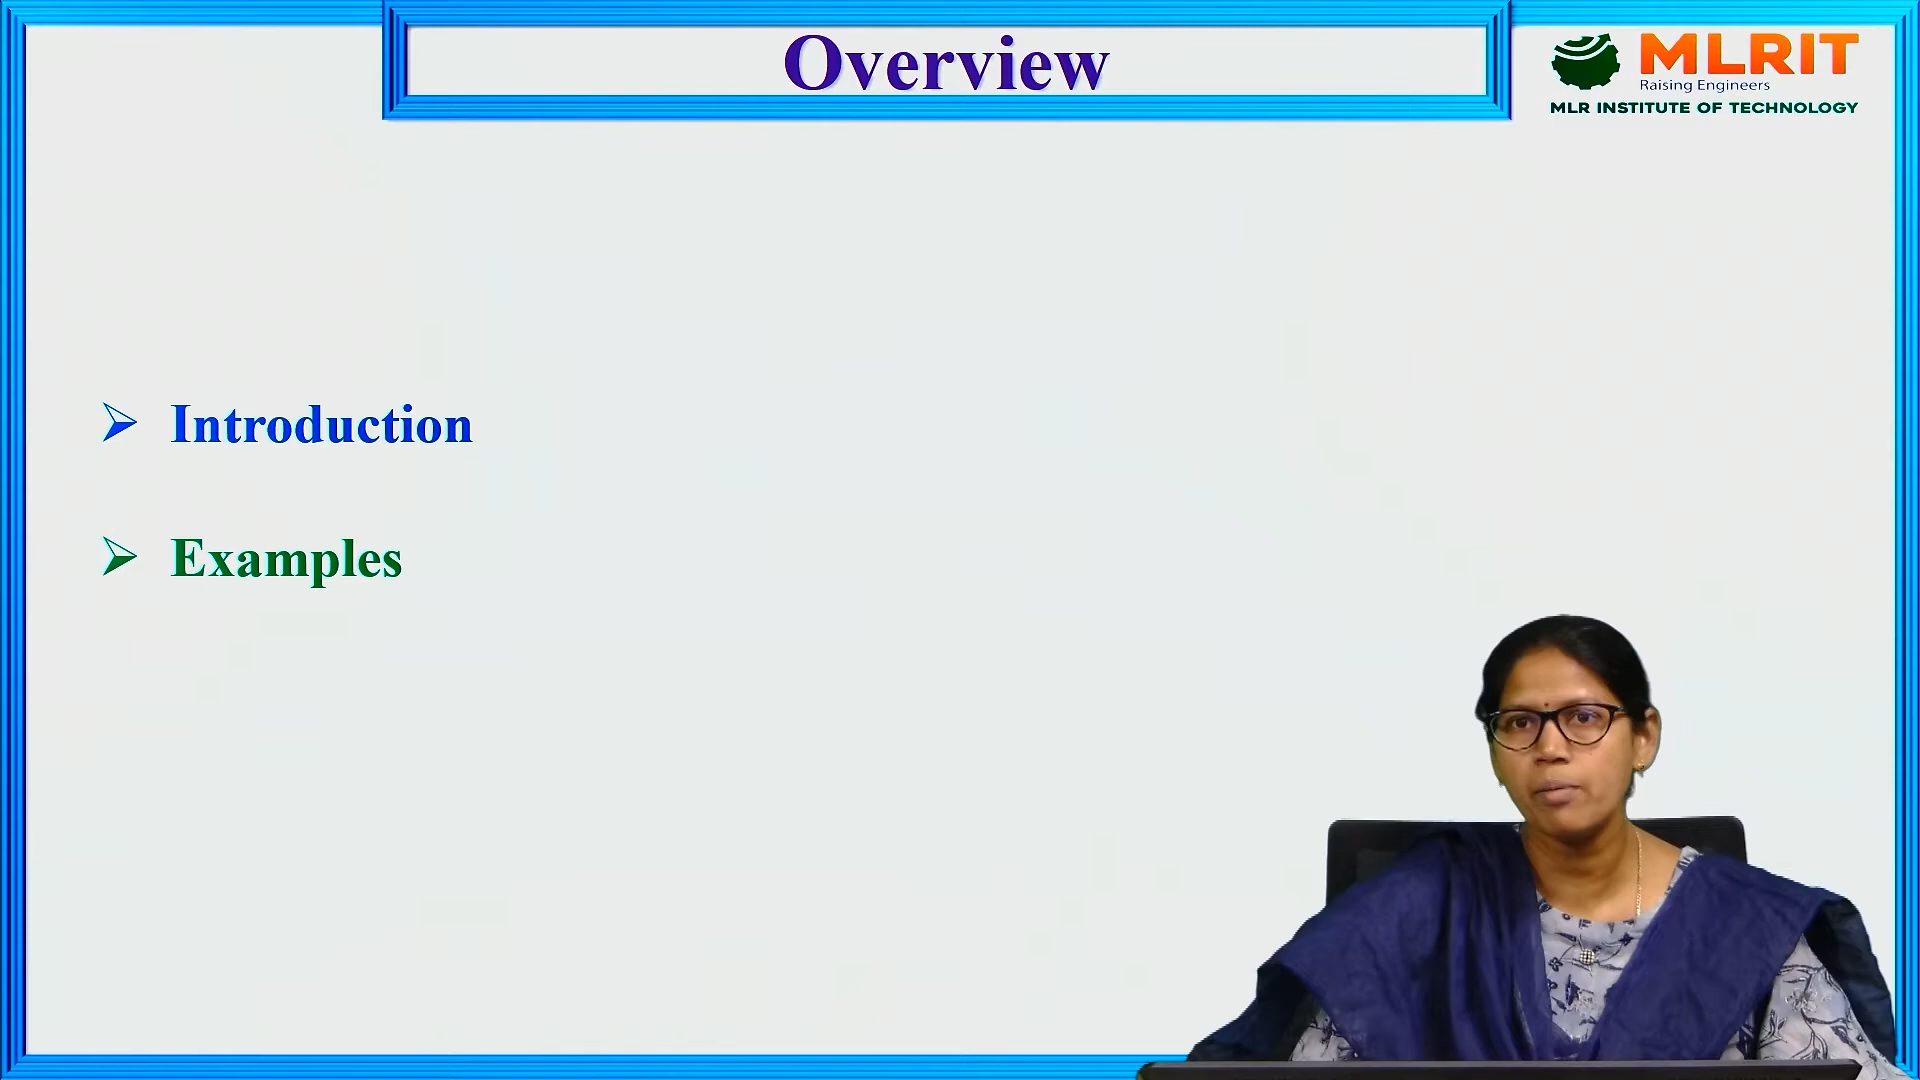 Overview
MLRIT
Raising Engineers
MLR INSTITUTE OF TECHNOLOGY
Introduction
Examples